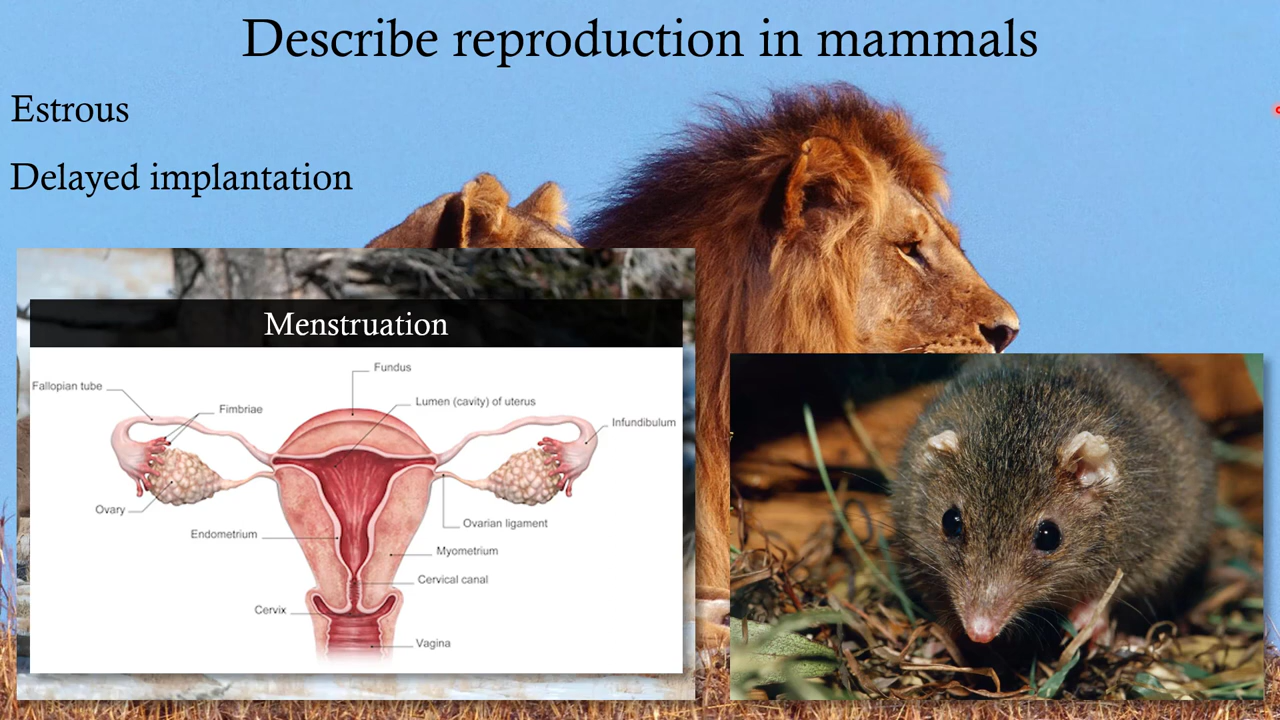 Describe reproduction in mammals
Estrous
Delayed implantation
Menstruation
Fundus
Fallopian tube
Lumen (cavity) of uterus
Fimbriae
Infundibulum
Ovary
Ovarian ligament
Endometrium
Myometrium
Cervical canal
Cervix
Vagina